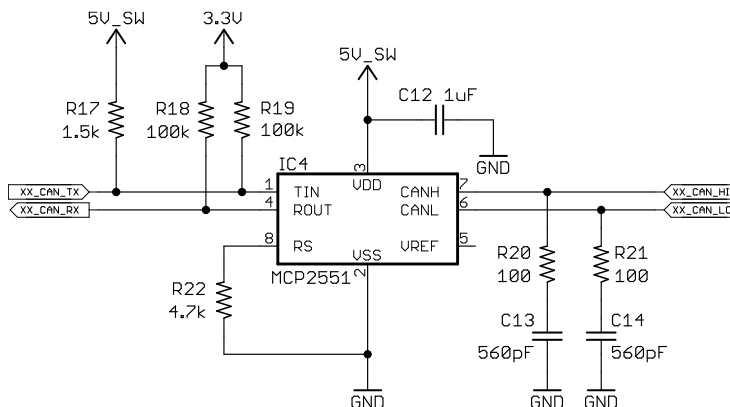 5V_SW
3.3V
5V_SW
C12 1uF
R17
1.5k
R18
100k
R19
100k
GND
IC4
XX_CAN_TX
1
TIN
3
VDD
CANH
7
XX_CAN_HI
XX_CAN_RX
4
ROUT
CANL
6
XX_CAN_LO
8
RS
VREF
5
VSS
2
MCP2551
R20
100
R21
100
R22
4.7k
C13
560pF
C14
560pF
GND
GND
GND